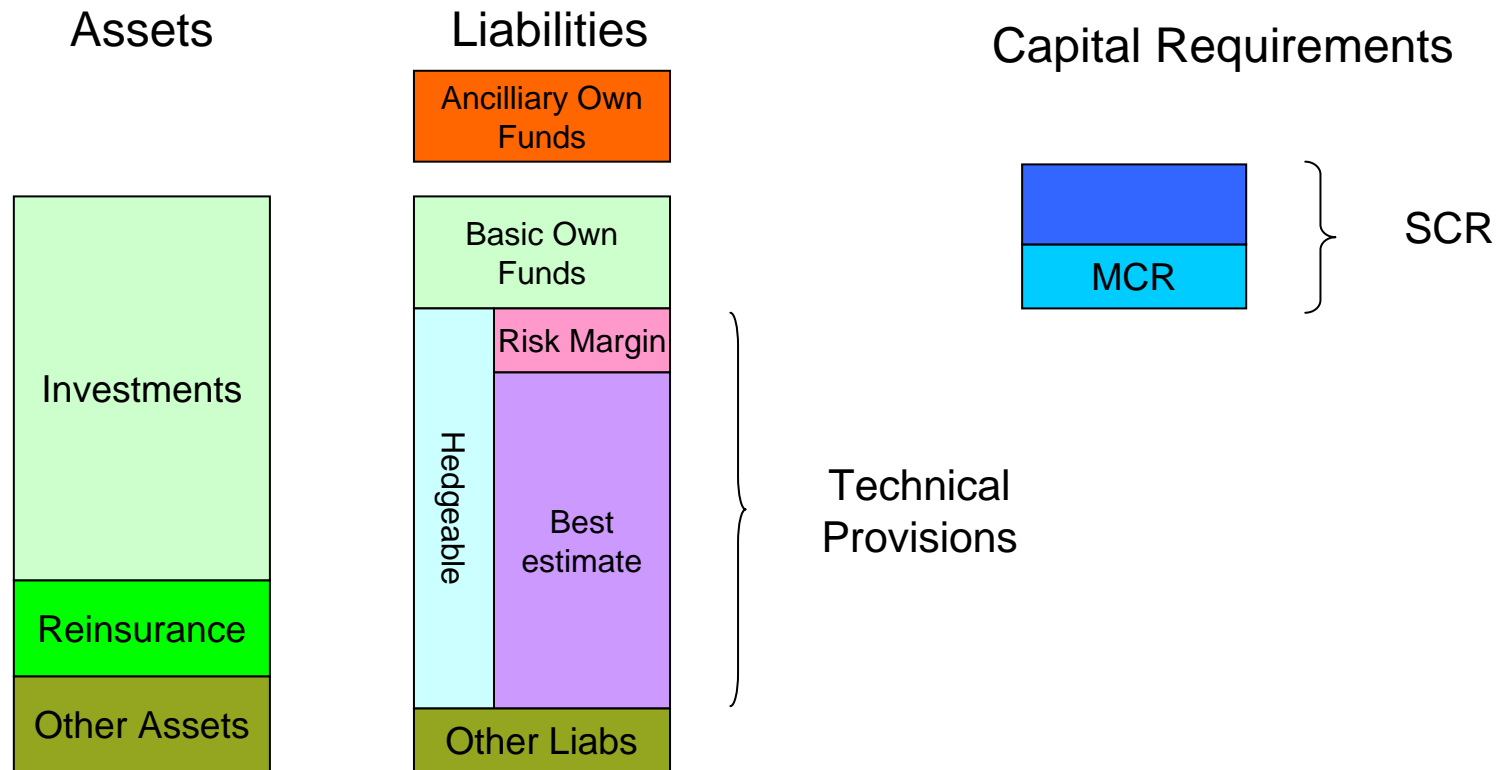 Assets
Liabilities
Capital Requirements
Ancilliary Own
Funds
Basic Own
Funds
SCR
MCR
Risk Margin
Investments
Hedgeable
Best
estimate
Technical
Provisions
Reinsurance
Other Assets
Other Liabs